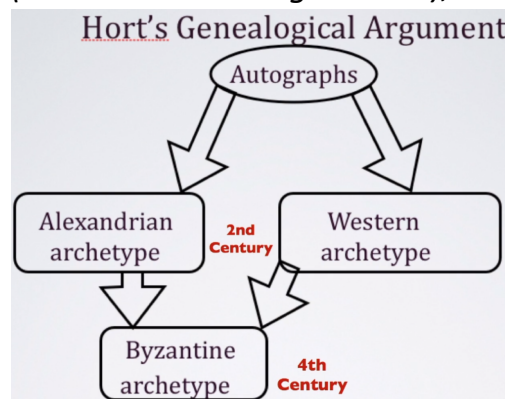 Hort's Genealogical Argument
Autographs
Alexandrian
archetype
2nd
Century
Western
archetype
Byzantine
archetype
4th
Century